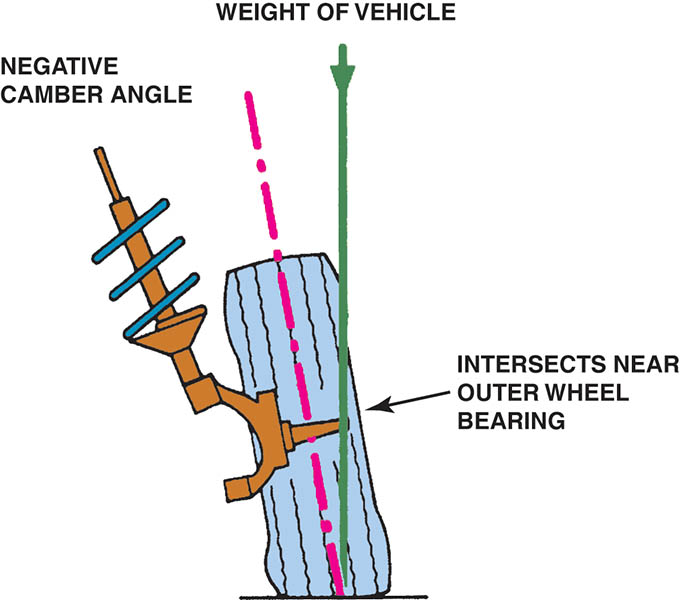 WEIGHT OF VEHICLE
NEGATIVE
CAMBER ANGLE
INTERSECTS NEAR
OUTER WHEEL
BEARING